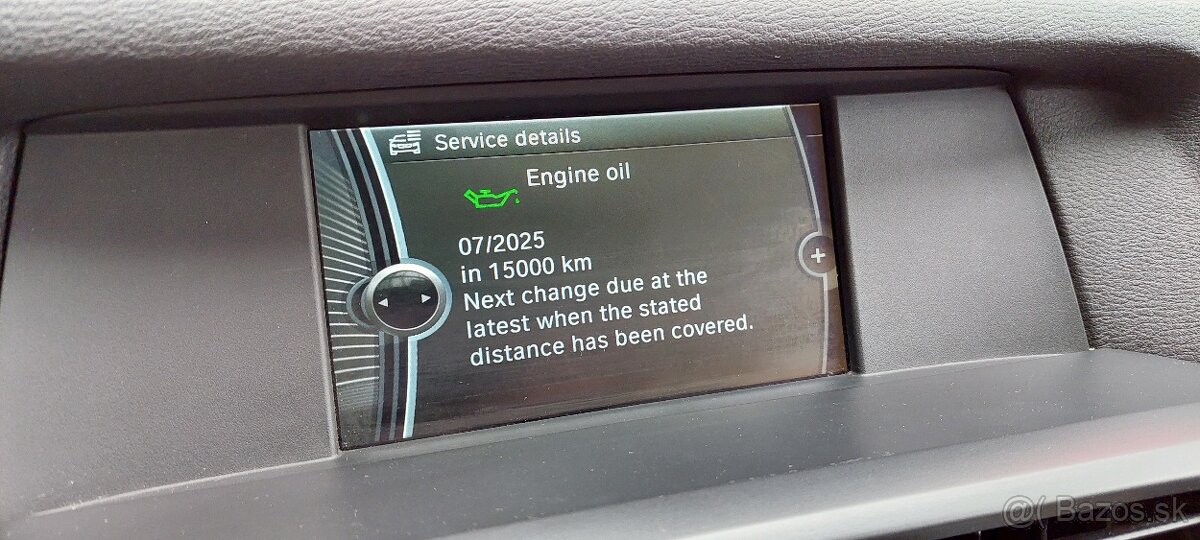 Service details
Engine oil
07/2025
in 15000 km
Next change due at the
latest when the stated
distance has been covered.
+
@( Bazos.sk